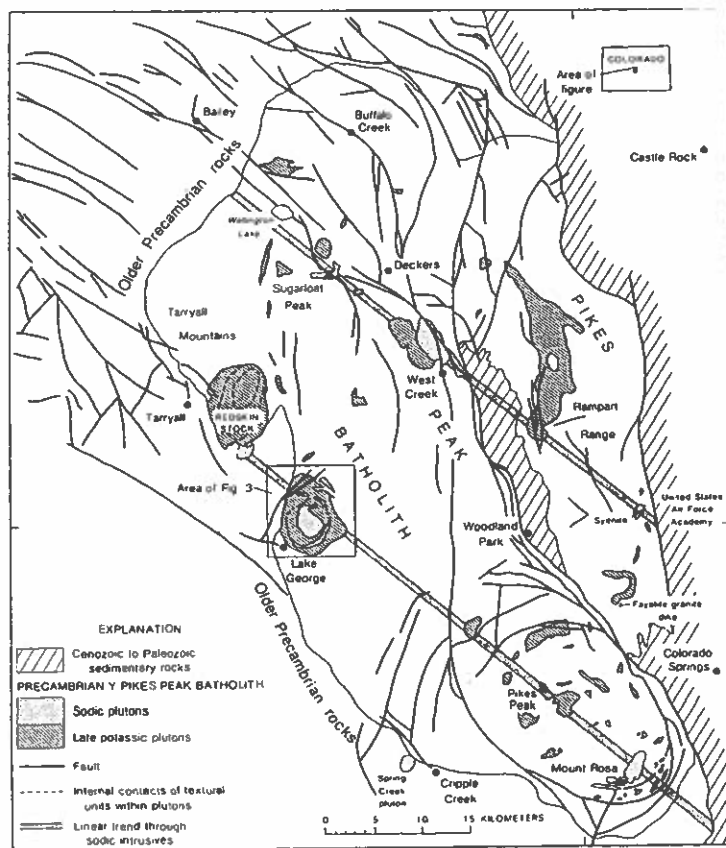 COLORADO
Area of
figure
Bailey
Buffalo
Creek
Castle Rock
Older Precambrian rocks
Wellington
Lake
Deckers
Sugarloaf
Peak
PIKES
Tarryall
Mountains
West Creek
PEAK
Rampart
Range
Tarryall
REDSKIN
STOCK
BATHOLITH
Area of Fig 3
United States
Air Force
Academy
Syenite
Woodland
Park
Lake
George
Fayalite granite
dike
Older Precambrian rocks
Colorado
Springs
Pikes
Peak
Mount Rosa
Spring
Creek
pluton
Cripple
Creek
EXPLANATION
Cenozoic to Paleozoic
sedimentary rocks
PRECAMBRIAN Y PIKES PEAK BATHOLITH
Sodic plutons
Late potassic plutons
Fault
Internal contacts of textural
units within plutons
Linear trend through
sodic intrusives
0 5 10 15 KILOMETERS